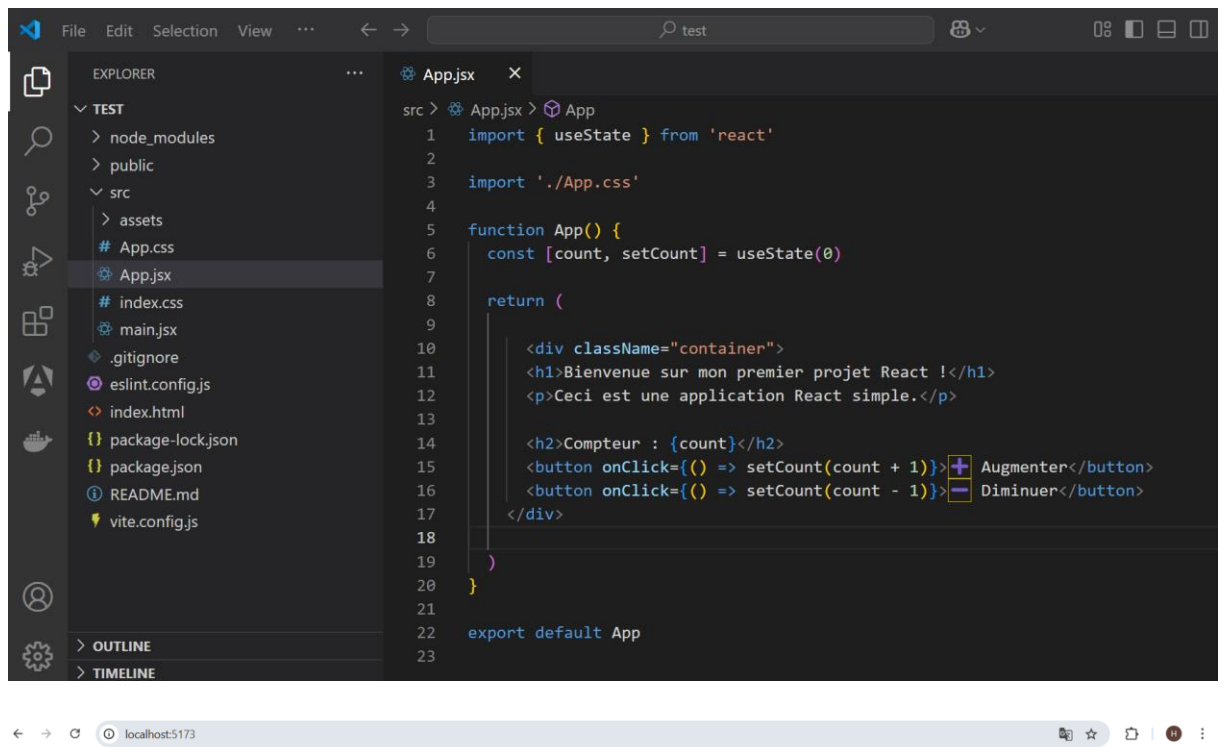 File Edit Selection View ··· ← → test
EXPLORER ···
TEST
> node_modules
> public
src
> assets
# App.css
App.jsx
# index.css
main.jsx
.gitignore
eslint.config.js
<> index.html
{} package-lock.json
{} package.json
README.md
vite.config.js
> OUTLINE
> TIMELINE
App.jsx ×
src > App.jsx > App
1 import { useState } from 'react'
2
3 import './App.css'
4
5 function App() {
6 const [count, setCount] = useState(0)
7
8 return (
9
10 <div className="container">
11 <h1>Bienvenue sur mon premier projet React !</h1>
12 <p>Ceci est une application React simple.</p>
13
14 <h2>Compteur : {count}</h2>
15 <button onClick={() => setCount(count + 1)}>➕ Augmenter</button>
16 <button onClick={() => setCount(count - 1)}>➖ Diminuer</button>
17 </div>
18
19 )
20 }
21
22 export default App
23
localhost:5173 H